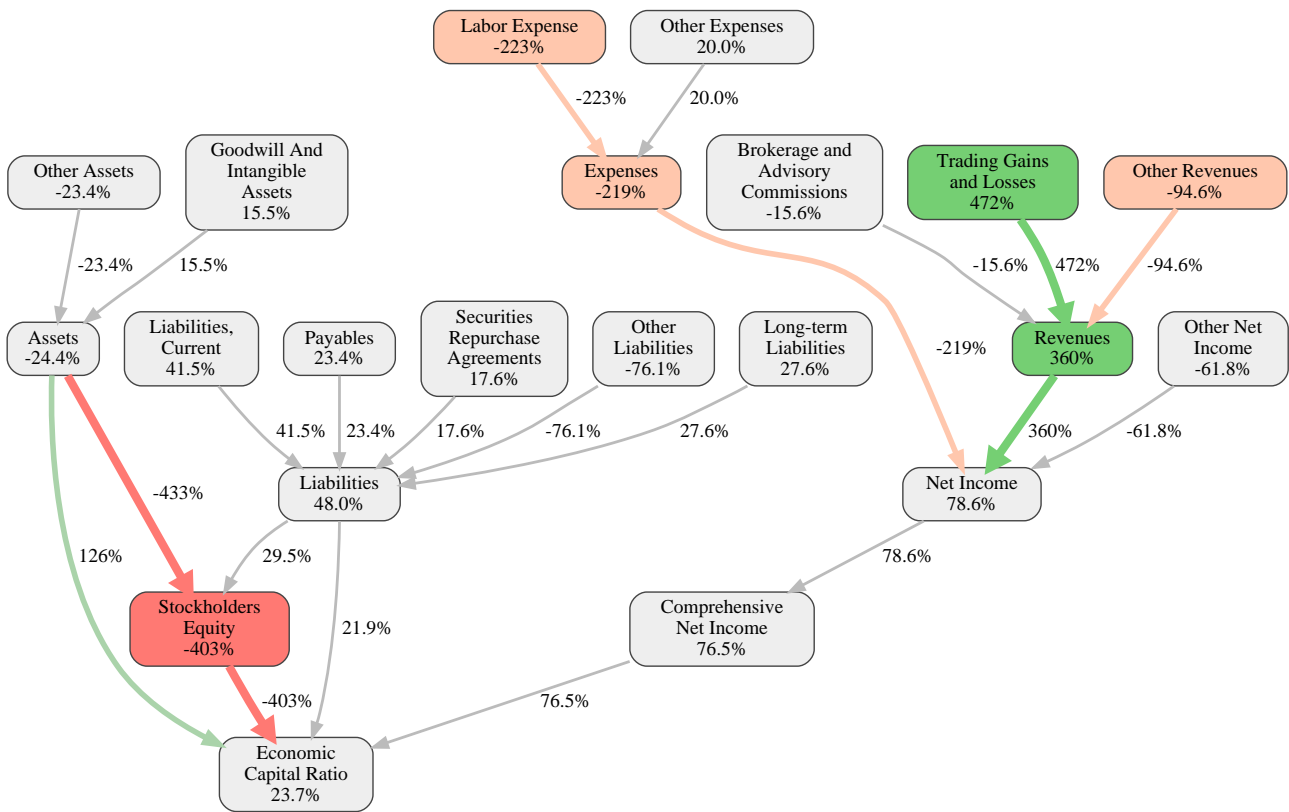 Labor Expense
-223%
Other Expenses
20.0%
-223%
20.0%
Other Assets
-23.4%
Goodwill And
Intangible
Assets
15.5%
Expenses
-219%
Brokerage and
Advisory
Commissions
-15.6%
Trading Gains
and Losses
472%
Other Revenues
-94.6%
-23.4%
15.5%
-15.6%
472%
-94.6%
Assets
-24.4%
Liabilities,
Current
41.5%
Payables
23.4%
Securities
Repurchase
Agreements
17.6%
Other
Liabilities
-76.1%
Long-term
Liabilities
27.6%
-219%
Revenues
360%
Other Net
Income
-61.8%
41.5%
23.4%
17.6%
-76.1%
27.6%
360%
-61.8%
-433%
Liabilities
48.0%
Net Income
78.6%
126%
29.5%
78.6%
Stockholders
Equity
-403%
21.9%
Comprehensive
Net Income
76.5%
-403%
76.5%
Economic
Capital Ratio
23.7%